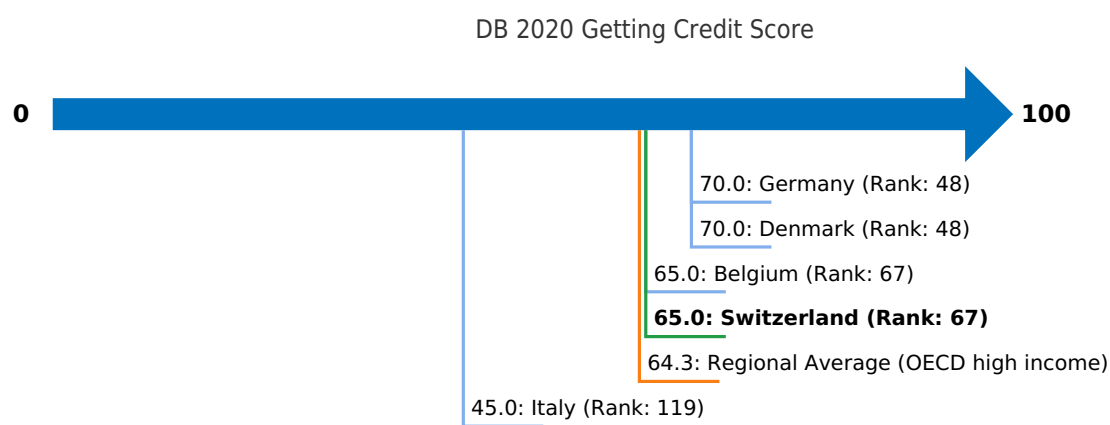 DB 2020 Getting Credit Score
0
100
70.0: Germany (Rank: 48)
70.0: Denmark (Rank: 48)
65.0: Belgium (Rank: 67)
65.0: Switzerland (Rank: 67)
64.3: Regional Average (OECD high income)
45.0: Italy (Rank: 119)